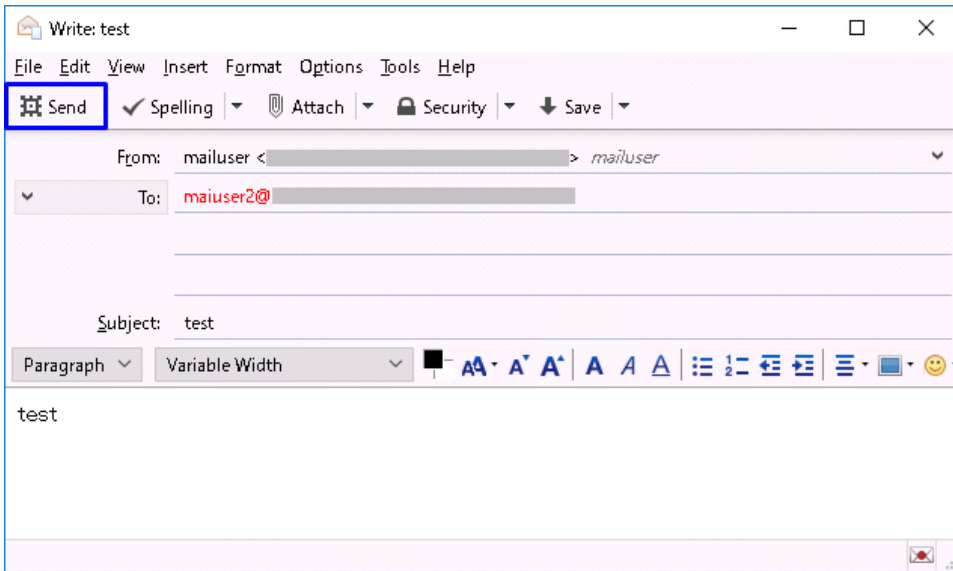 Write: test
File Edit View Insert Format Options Tools Help
Send Spelling Attach Security Save
From: mailuser < > mailuser
To: maiuser2@
Subject: test
Paragraph Variable Width
test